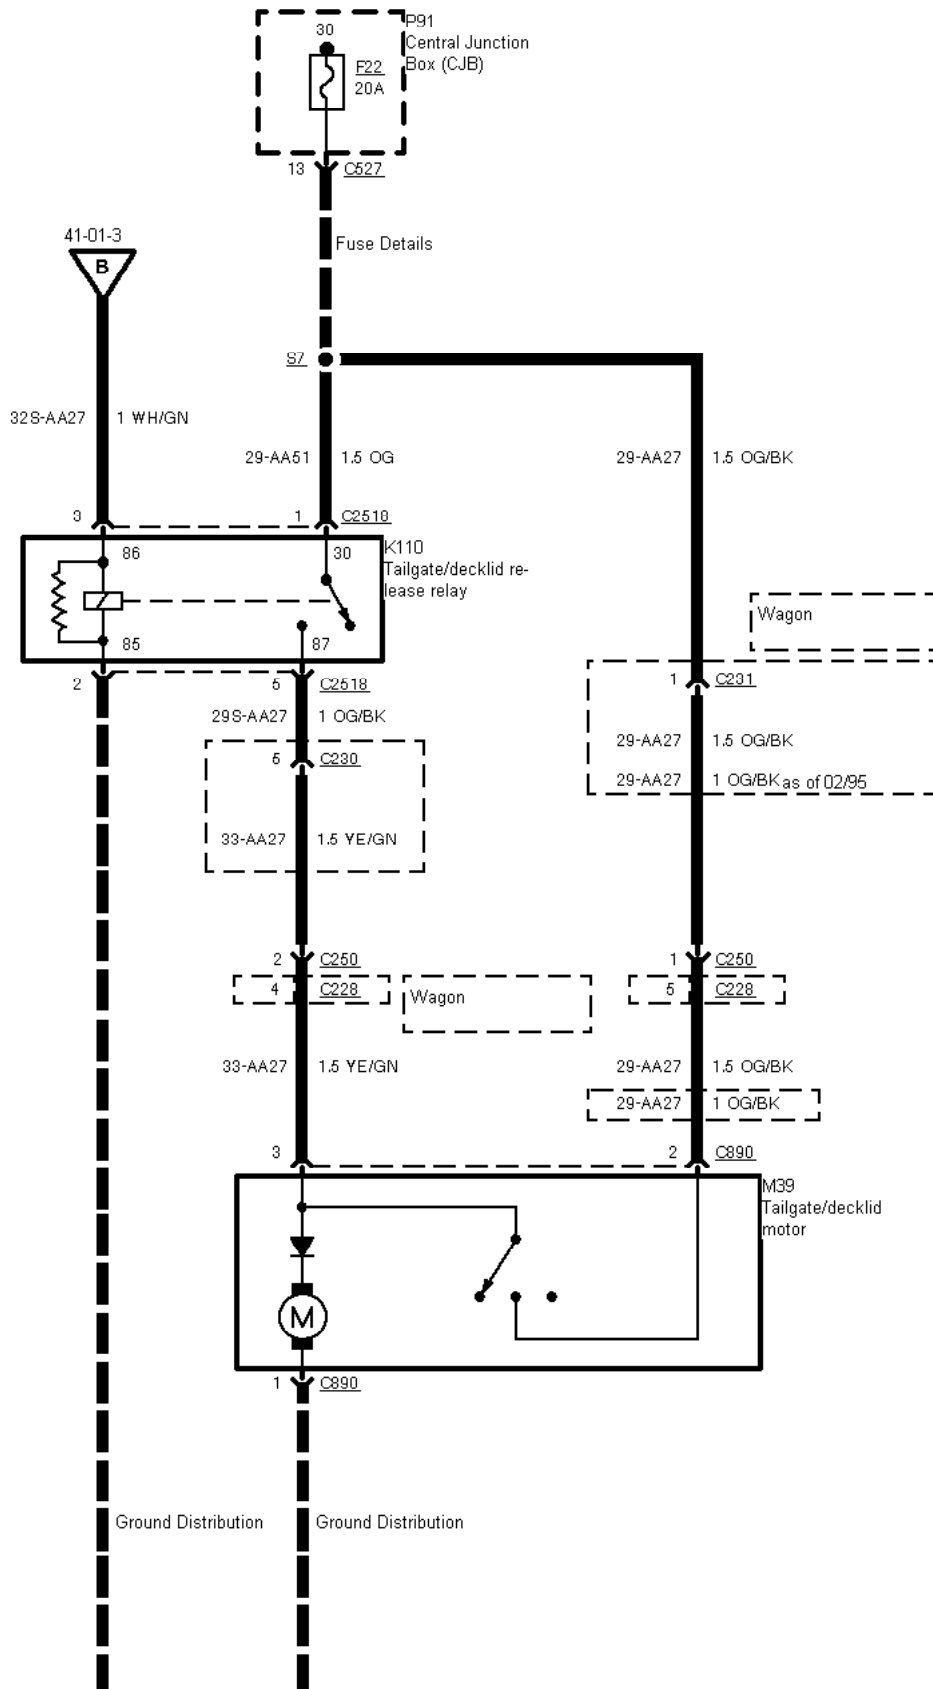 P91
Central Junction
Box (CJB)
30
F22
20A
13 C527
Fuse Details
41-01-3
B
S7
32S-AA27 1 WH/GN
29-AA51 1.5 OG
29-AA27 1.5 OG/BK
3 1 C2518
86 30
K110
Tailgate/decklid re-
lease relay
85 87
Wagon
2 5 C2518
1 C231
29S-AA27 1 OG/BK
5 C230
29-AA27 1.5 OG/BK
29-AA27 1 OG/BK as of 02/95
33-AA27 1.5 YE/GN
2 C250
1 C250
4 C228
Wagon
5 C228
33-AA27 1.5 YE/GN
29-AA27 1.5 OG/BK
29-AA27 1 OG/BK
3 2 C890
M39
Tailgate/decklid
motor
M
1 C890
Ground Distribution
Ground Distribution